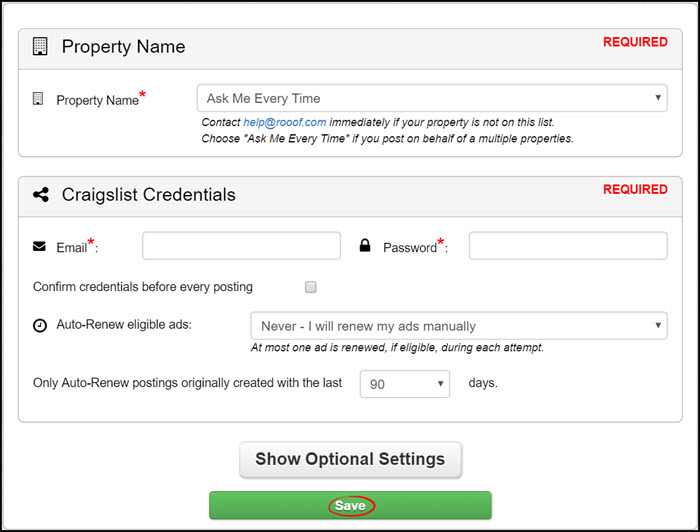 Property Name
REQUIRED
Property Name*
Ask Me Every Time
Contact help@rooof.com immediately if your property is not on this list.
Choose "Ask Me Every Time" if you post on behalf of a multiple properties.
Craigslist Credentials
REQUIRED
Email*:
Password*:
Confirm credentials before every posting
Auto-Renew eligible ads:
Never - I will renew my ads manually
At most one ad is renewed, if eligible, during each attempt.
Only Auto-Renew postings originally created with the last 90 days.
Show Optional Settings
Save